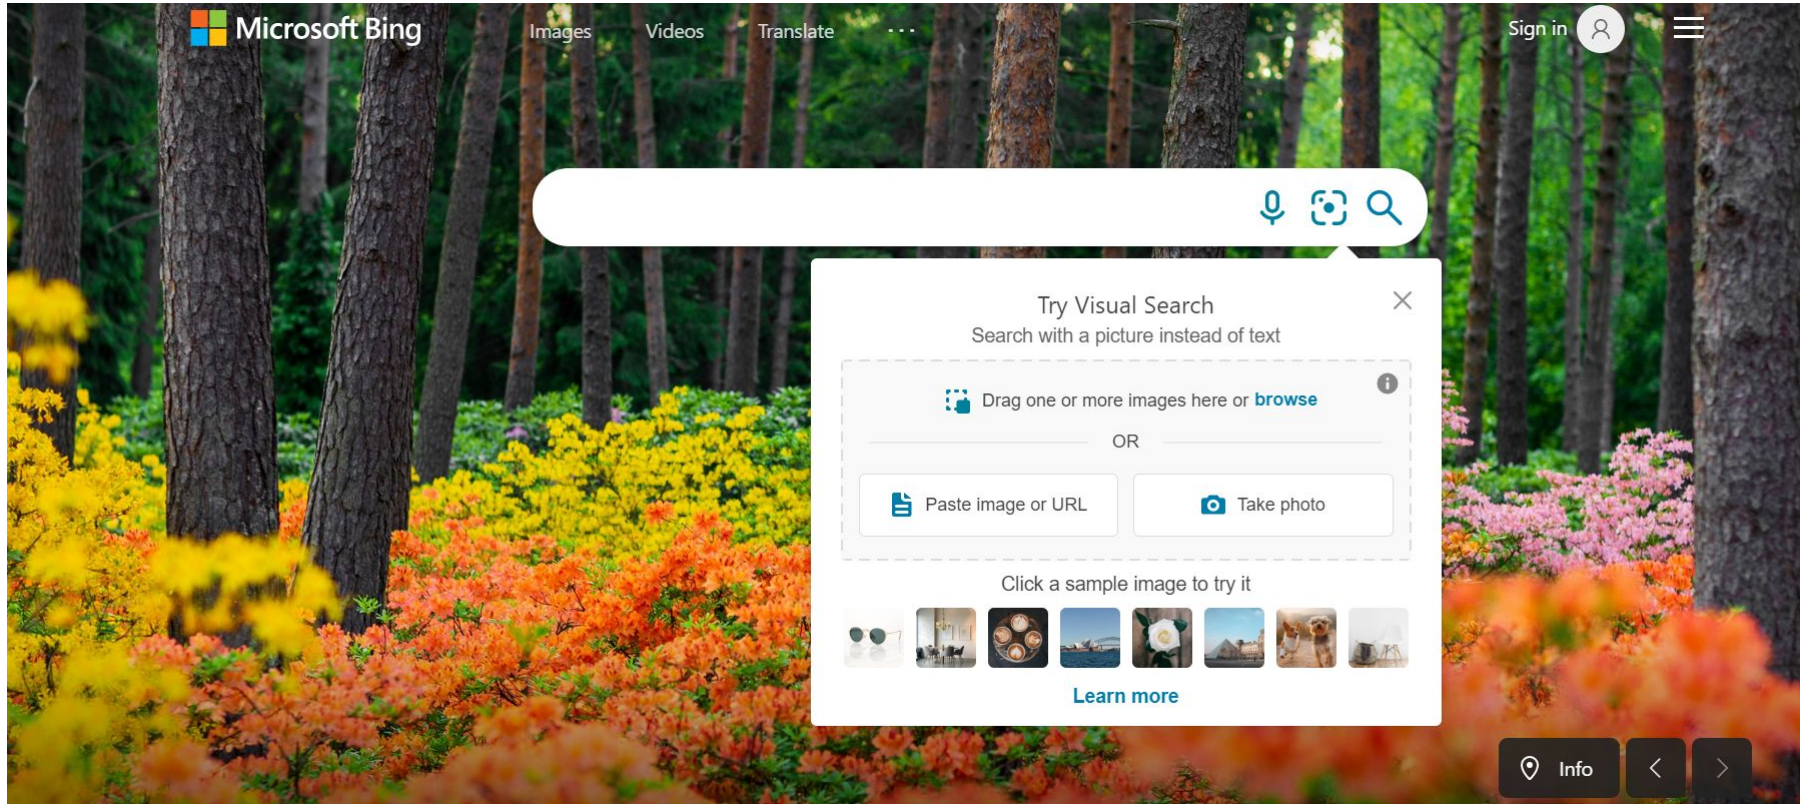 Microsoft Bing
Images Videos Translate ...
Sign in
Try Visual Search
Search with a picture instead of text
Drag one or more images here or browse
OR
Paste image or URL
Take photo
Click a sample image to try it
Learn more
Info